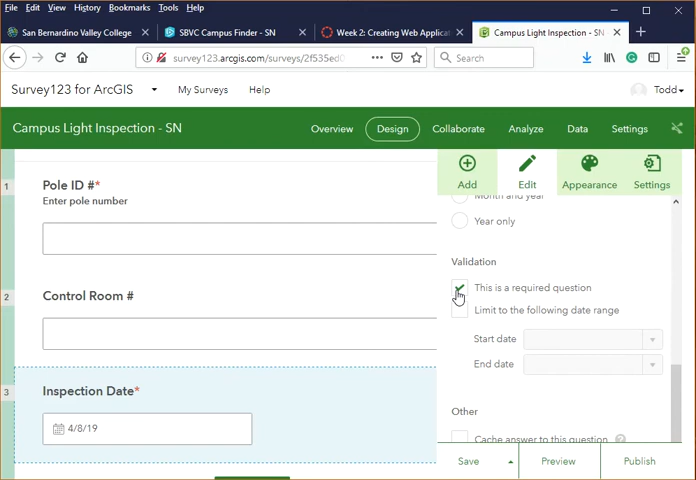 File Edit View History Bookmarks Tools Help
San Bernardino Valley College
SBVC Campus Finder - SN
Week 2: Creating Web Applicat
Campus Light Inspection - SN
survey123.arcgis.com/surveys/2f535ed0
Search
Survey123 for ArcGIS
My Surveys
Help
Todd
Campus Light Inspection - SN
Overview
Design
Collaborate
Analyze
Data
Settings
Add
Edit
Appearance
Settings
1
Pole ID #*
Enter pole number
2
Control Room #
3
Inspection Date*
4/8/19
Month and year
Year only
Validation
This is a required question
Limit to the following date range
Start date
End date
Other
Cache answer to this question ?
Save
Preview
Publish